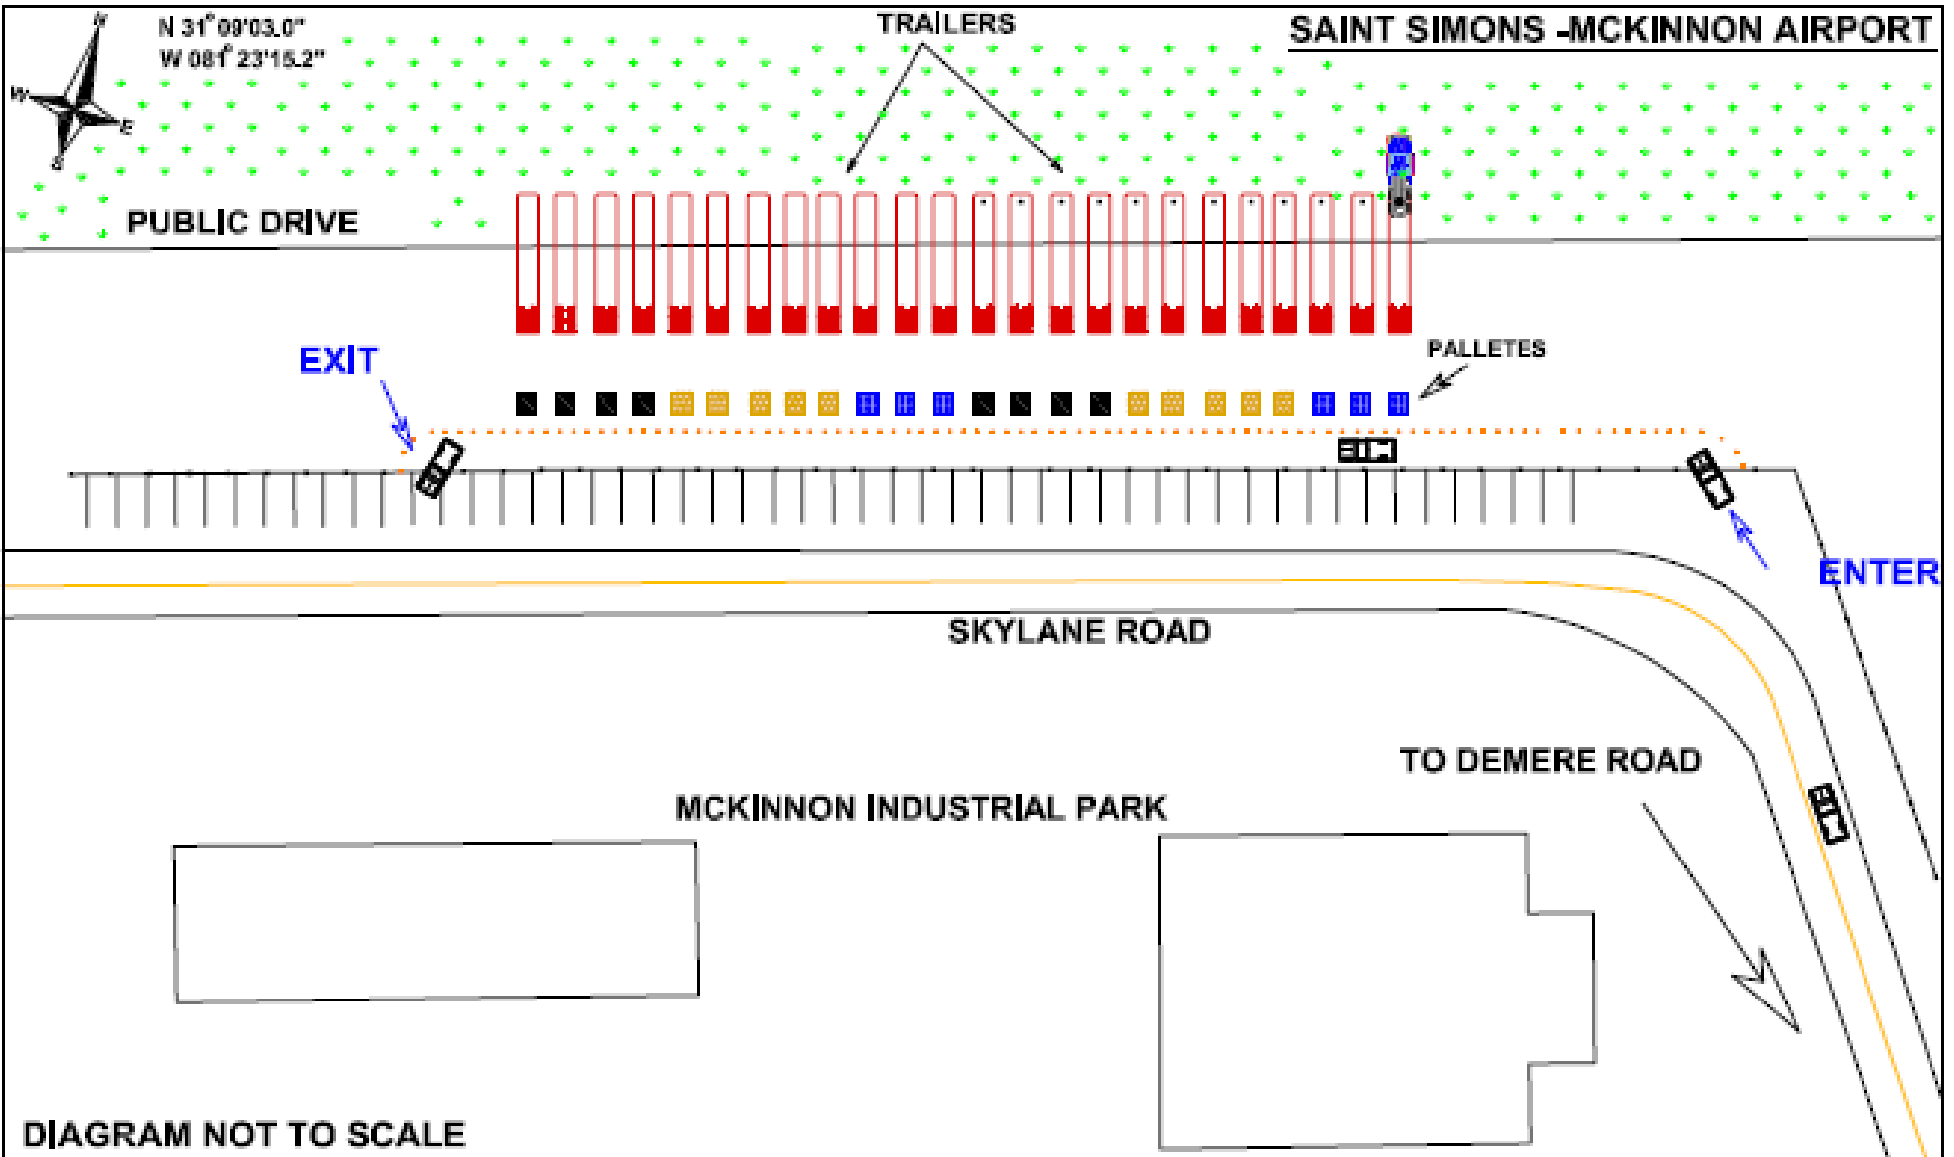 N 31° 09'03.0"
W 081° 23'15.2"
TRAILERS
SAINT SIMONS -MCKINNON AIRPORT
N
W
E
S
PUBLIC DRIVE
EXIT
PALLETES
ENTER
SKYLANE ROAD
TO DEMERE ROAD
MCKINNON INDUSTRIAL PARK
DIAGRAM NOT TO SCALE